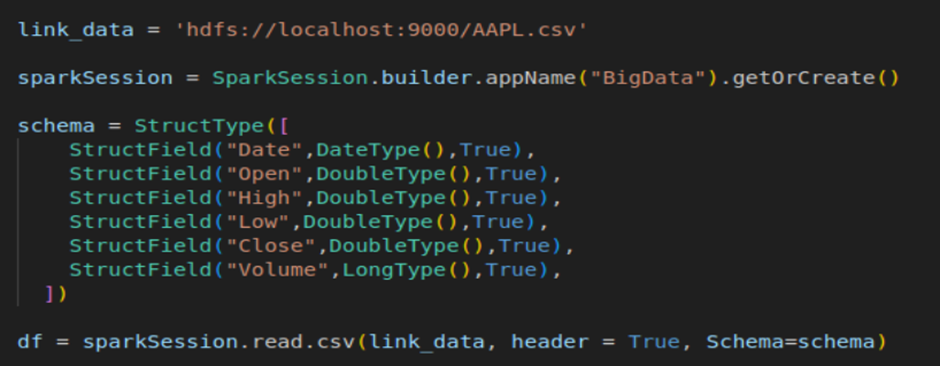 link_data = 'hdfs://localhost:9000/AAPL.csv'
sparkSession = SparkSession.builder.appName("BigData").getOrCreate()
schema = StructType([
    StructField("Date",DateType(),True),
    StructField("Open",DoubleType(),True),
    StructField("High",DoubleType(),True),
    StructField("Low",DoubleType(),True),
    StructField("Close",DoubleType(),True),
    StructField("Volume",LongType(),True),
  ])
df = sparkSession.read.csv(link_data, header = True, Schema=schema)